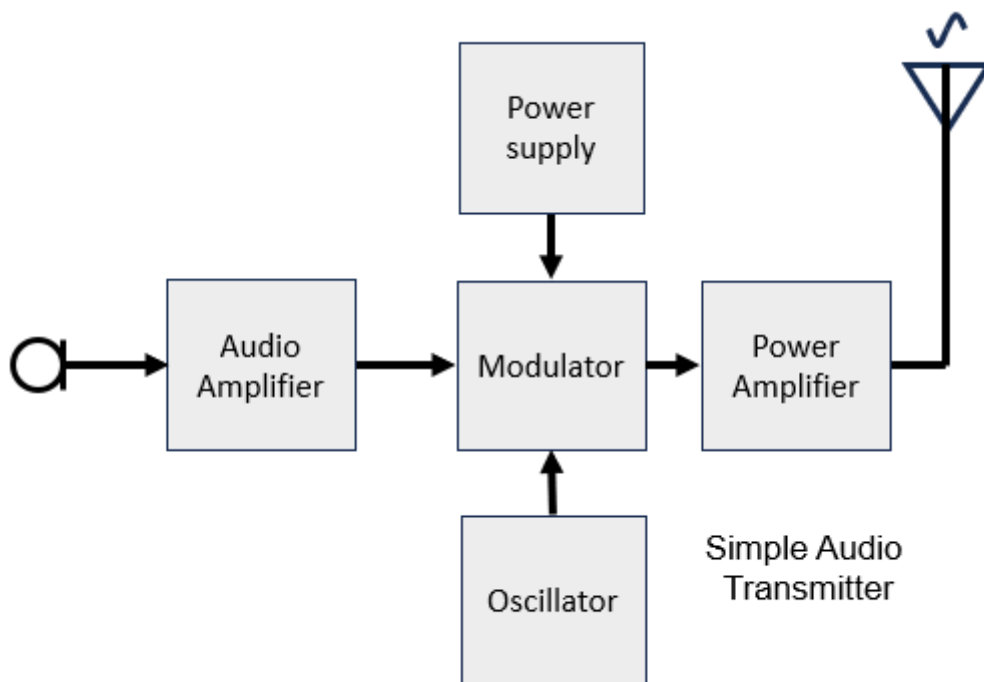 Power
supply
Audio
Amplifier
Modulator
Power
Amplifier
Oscillator
Simple Audio
Transmitter